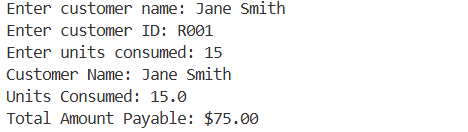 Enter customer name: Jane Smith
Enter customer ID: R001
Enter units consumed: 15
Customer Name: Jane Smith
Units Consumed: 15.0
Total Amount Payable: $75.00